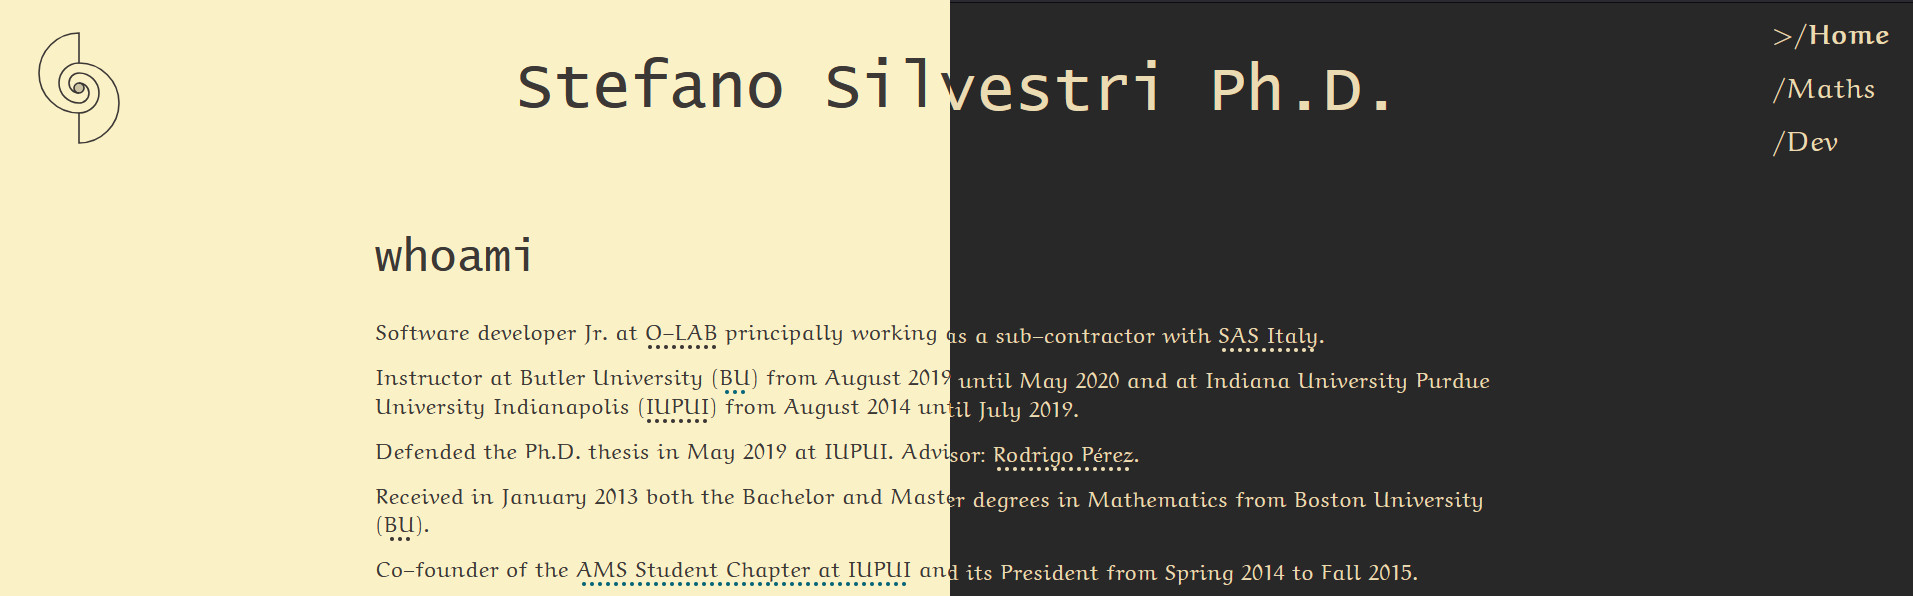 Stefano Silvestri Ph.D.
>/Home
/Maths
/Dev
whoami
Software developer Jr. at O-LAB principally working as a sub-contractor with SAS Italy.
Instructor at Butler University (BU) from August 2019 until May 2020 and at Indiana University Purdue
University Indianapolis (IUPUI) from August 2014 until July 2019.
Defended the Ph.D. thesis in May 2019 at IUPUI. Advisor: Rodrigo Pérez.
Received in January 2013 both the Bachelor and Master degrees in Mathematics from Boston University
(BU).
Co-founder of the AMS Student Chapter at IUPUI and its President from Spring 2014 to Fall 2015.